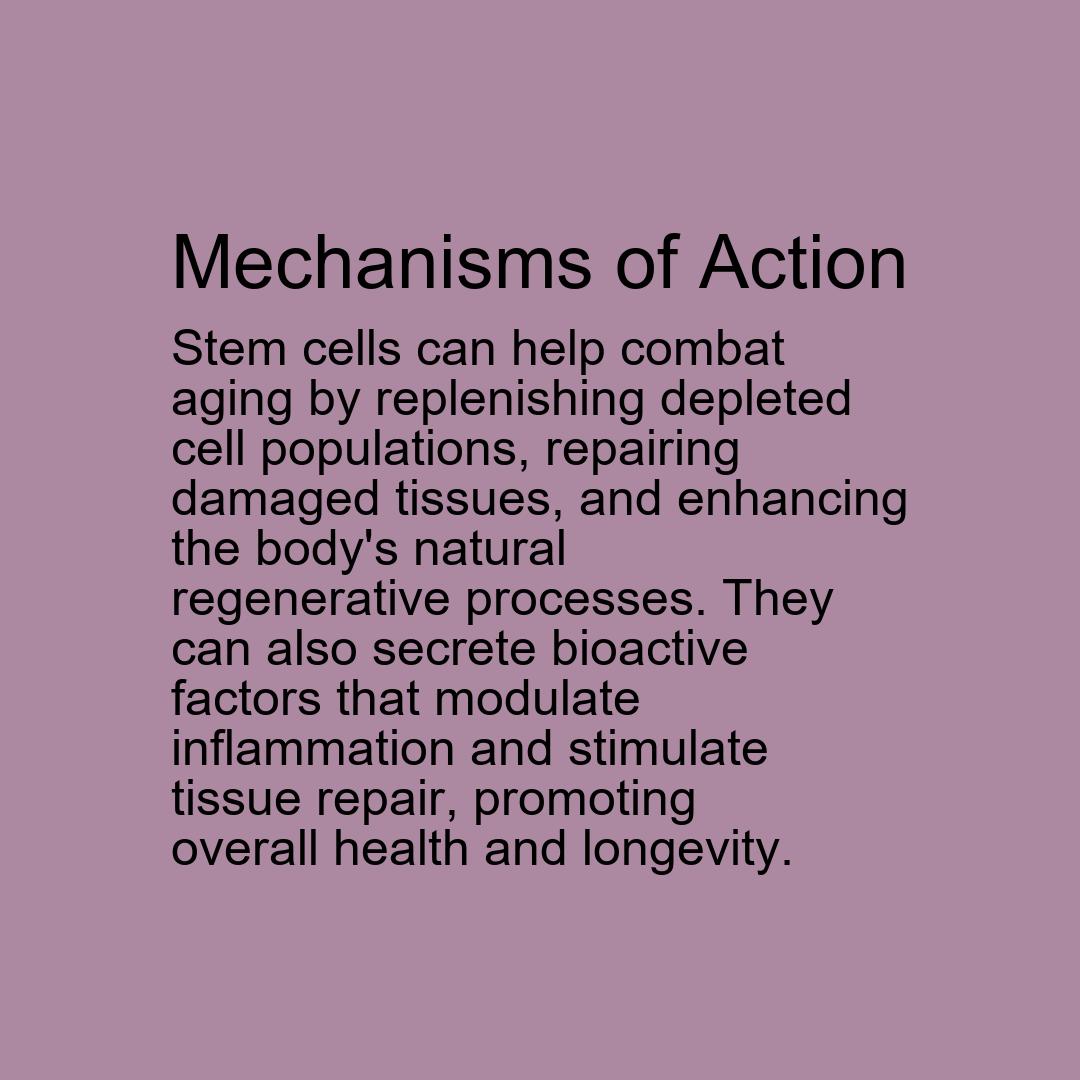 Mechanisms of Action
Stem cells can help combat
aging by replenishing depleted
cell populations, repairing
damaged tissues, and enhancing
the body's natural
regenerative processes. They
can also secrete bioactive
factors that modulate
inflammation and stimulate
tissue repair, promoting
overall health and longevity.